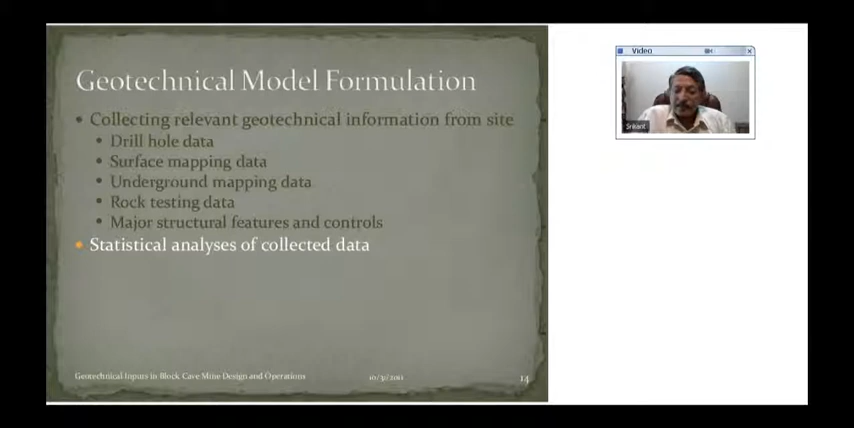 Geotechnical Model Formulation
Collecting relevant geotechnical information from site
Drill hole data
Surface mapping data
Underground mapping data
Rock testing data
Major structural features and controls
Statistical analyses of collected data
Geotechnical Inputs in Block Cave Mine Design and Operations
14
Video
Srikant